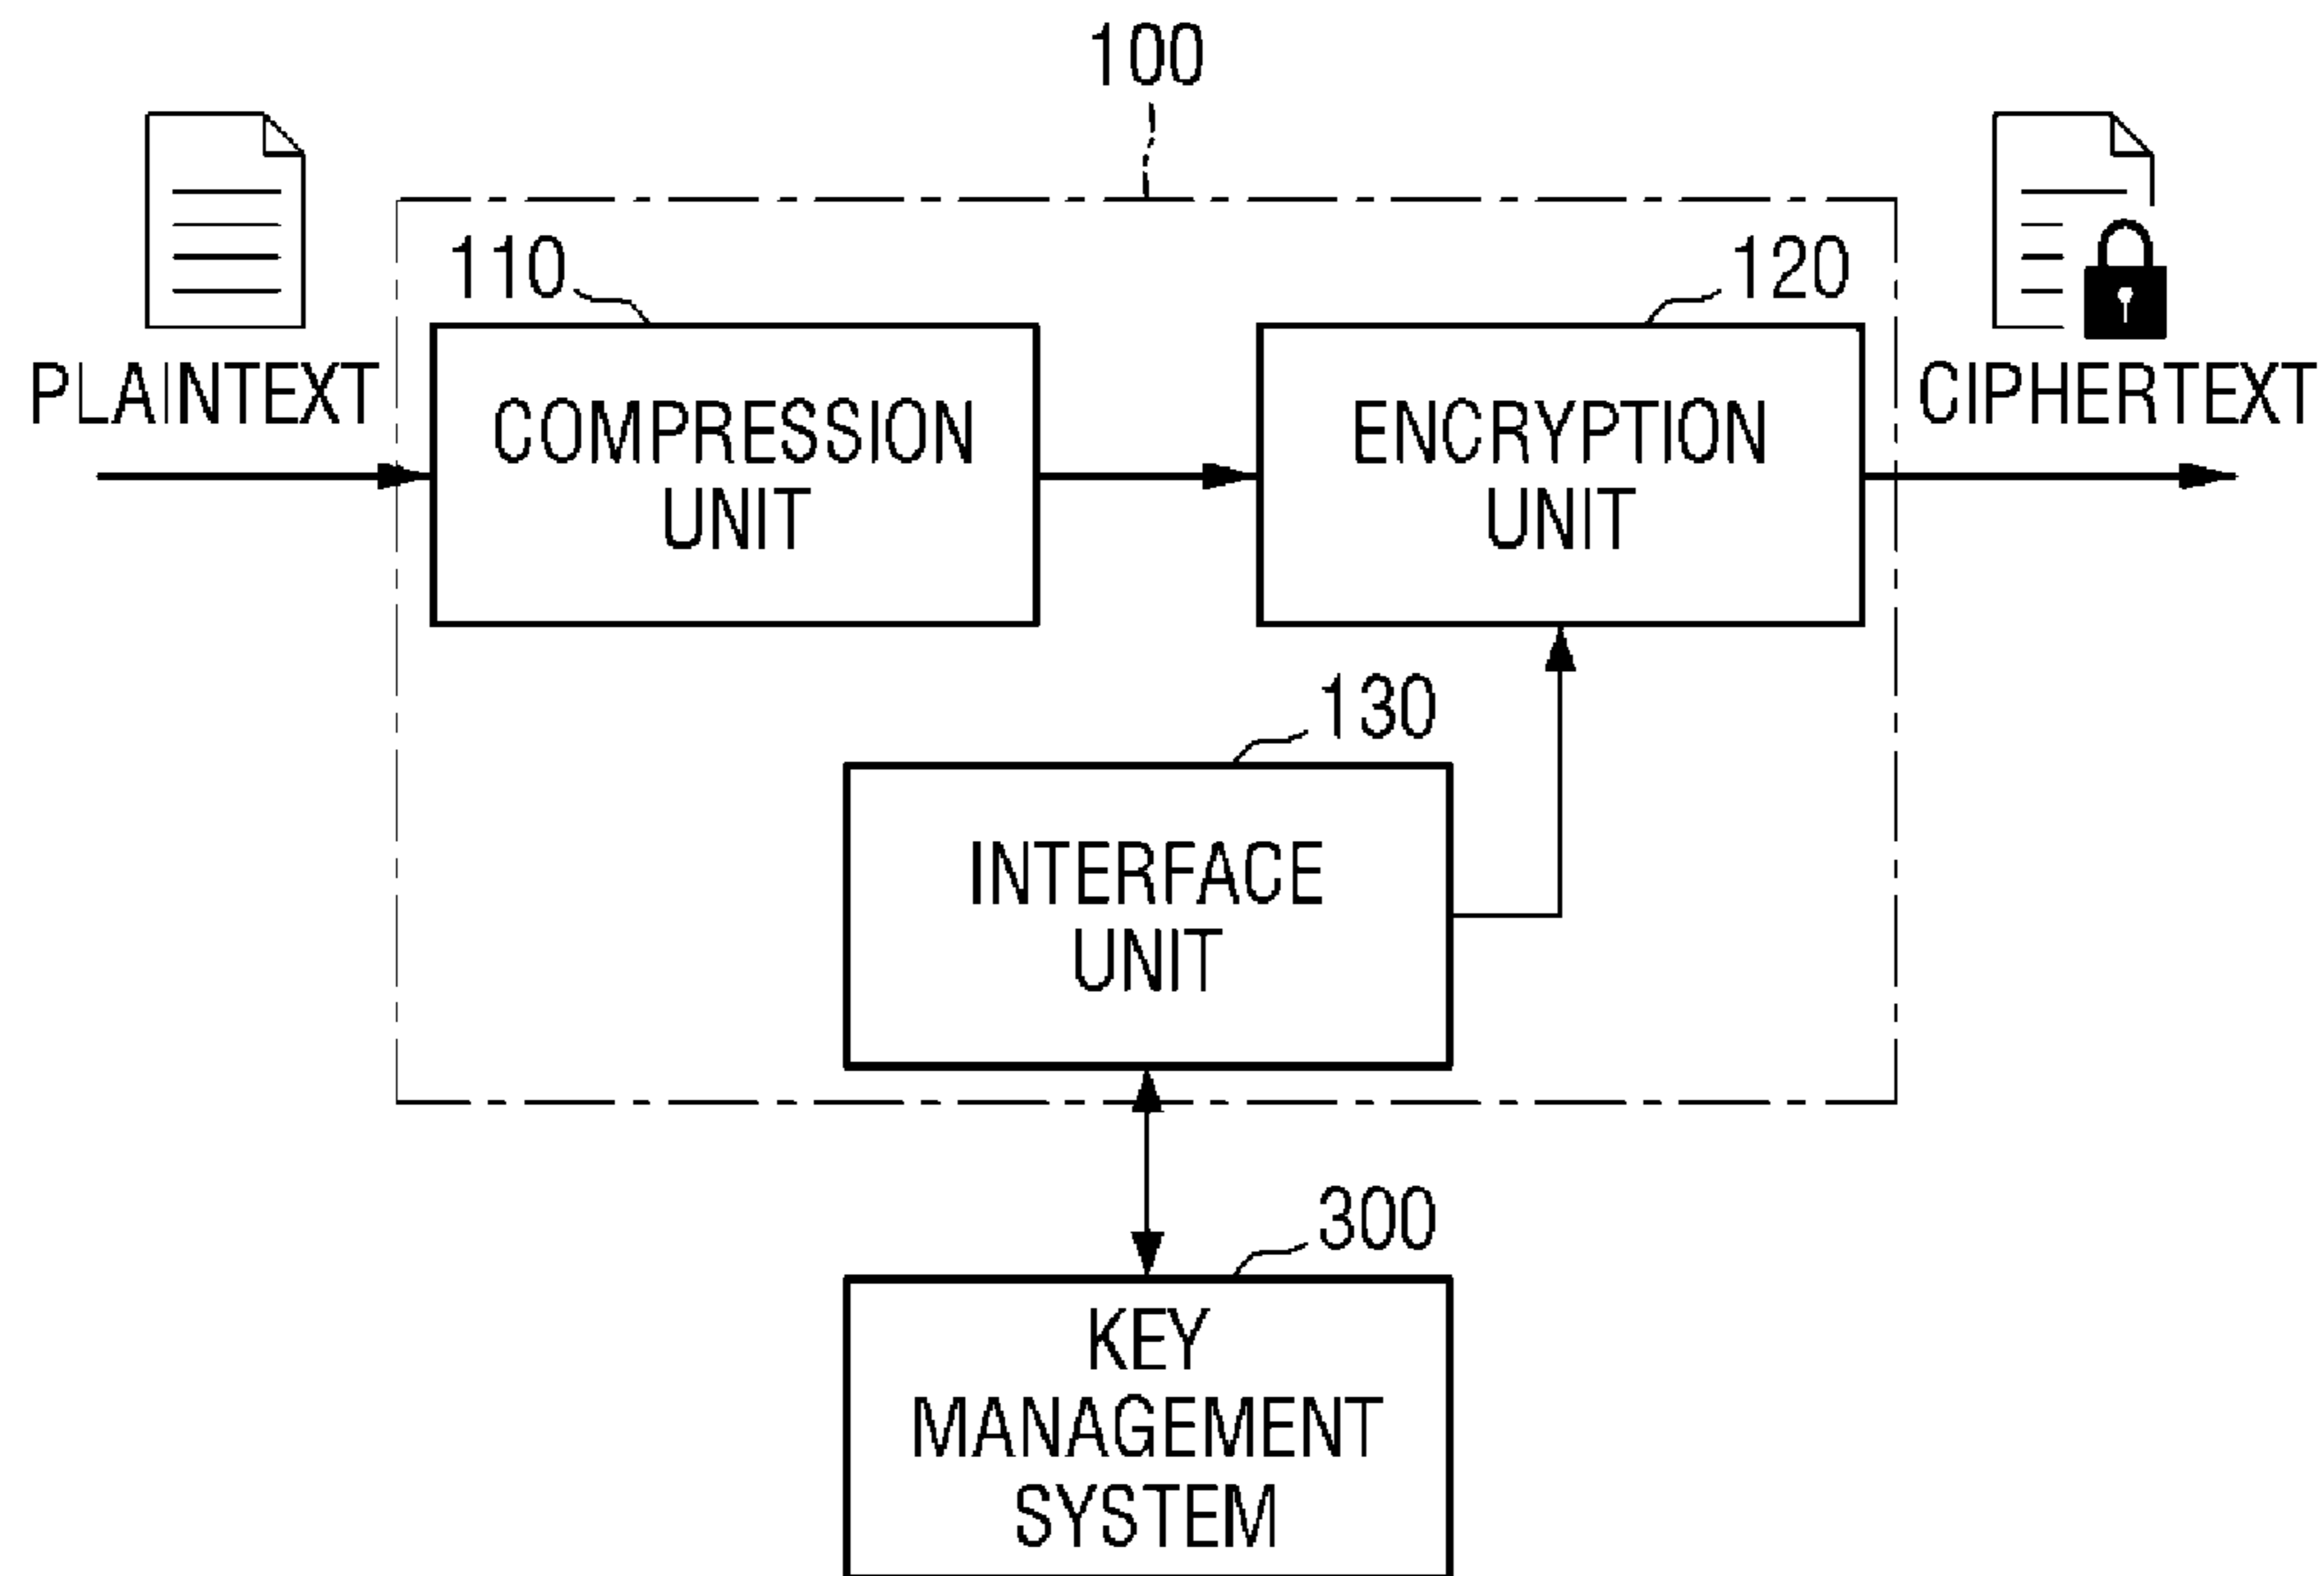 100
110
120
PLAINTEXT
COMPRESSION
UNIT
ENCRYPTION
UNIT
CIPHERTEXT
130
INTERFACE
UNIT
300
KEY
MANAGEMENT
SYSTEM